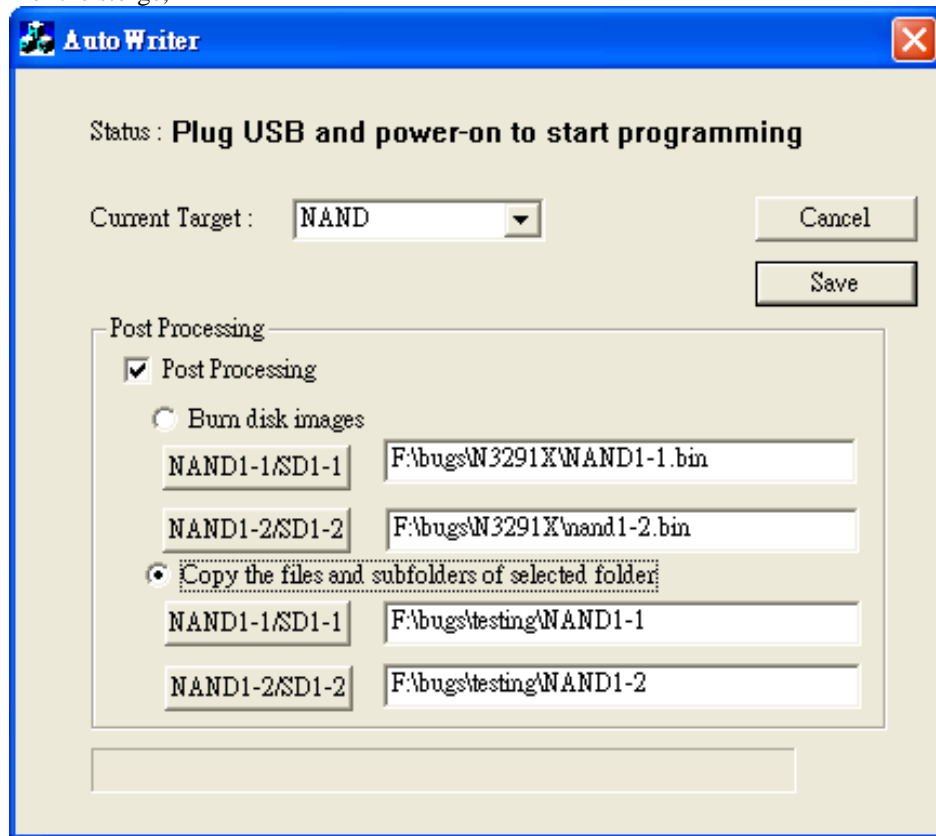 AutoWriter
Status : Plug USB and power-on to start programming
Current Target : NAND
Cancel
Save
Post Processing
Post Processing
Burn disk images
NAND1-1/SD1-1 F:\bugs\N3291X\NAND1-1.bin
NAND1-2/SD1-2 F:\bugs\N3291X\nand1-2.bin
Copy the files and subfolders of selected folder
NAND1-1/SD1-1 F:\bugs\testing\NAND1-1
NAND1-2/SD1-2 F:\bugs\testing\NAND1-2